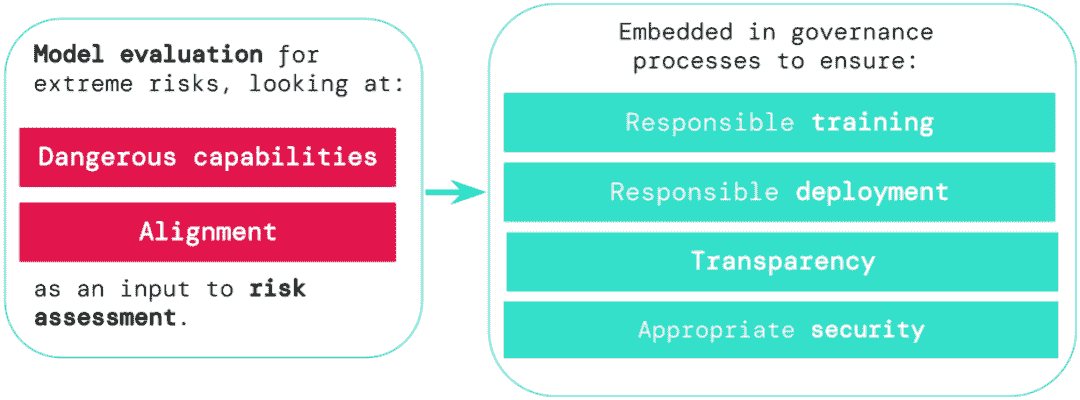 Model evaluation for
extreme risks, looking at:
Dangerous capabilities
Alignment
as an input to risk
assessment.
Embedded in governance
processes to ensure:
Responsible training
Responsible deployment
Transparency
Appropriate security